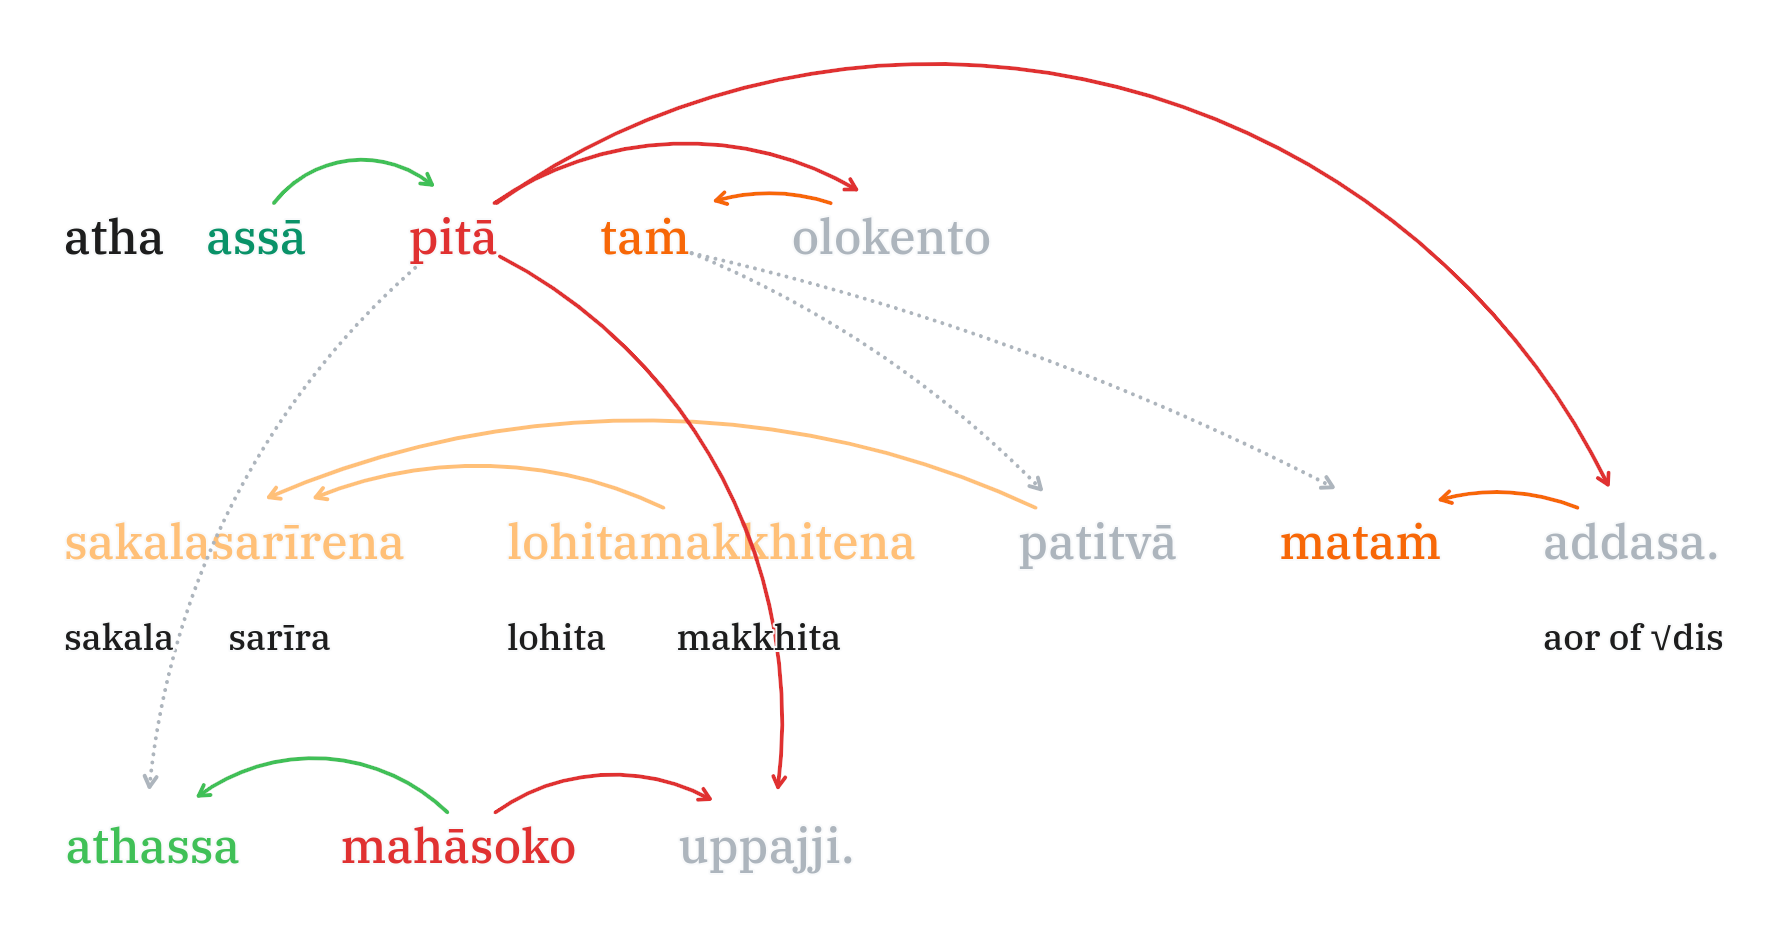 atha assā pitā taṁ olokento
sakalasarīrena lohitamakkhitena patitvā mataṁ addasa.
sakala sarīra lohita makkhita aor of √dis
athassa mahāsoko uppajji.